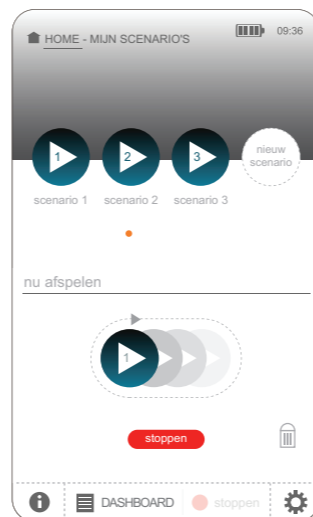 HOME - MIJN SCENARIO'S
09:36
1
2
3
nieuw
scenario
scenario 1
scenario 2
scenario 3
nu afspelen
1
stoppen
DASHBOARD
stoppen